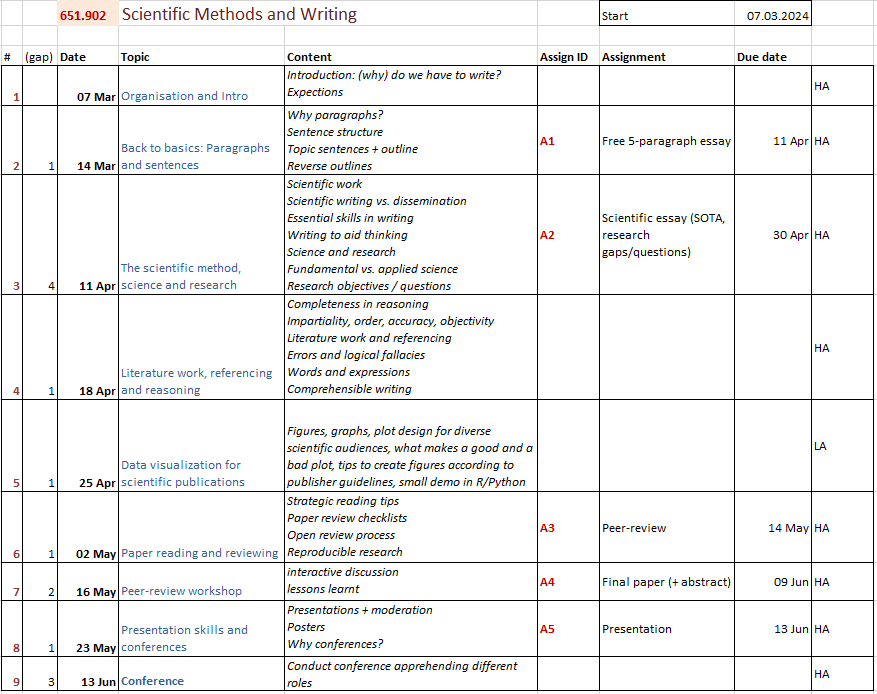 651.902 Scientific Methods and Writing Start 07.03.2024
# (gap) Date Topic Content Assign ID Assignment Due date
Introduction: (why) do we have to write?
Expections
1 07 Mar Organisation and Intro HA
Why paragraphs?
Sentence structure
Topic sentences + outline
Reverse outlines
2 1 14 Mar Back to basics: Paragraphs
and sentences
A1 Free 5-paragraph essay 11 Apr HA
Scientific work
Scientific writing vs. dissemination
Essential skills in writing
Writing to aid thinking
Science and research
Fundamental vs. applied science
Research objectives / questions
3 4 11 Apr The scientific method,
science and research
A2 Scientific essay (SOTA,
research
gaps/questions)
30 Apr HA
Completeness in reasoning
Impartiality, order, accuracy, objectivity
Literature work and referencing
Errors and logical fallacies
Words and expressions
Comprehensible writing
4 1 18 Apr Literature work, referencing
and reasoning
HA
Figures, graphs, plot design for diverse
scientific audiences, what makes a good and a
bad plot, tips to create figures according to
publisher guidelines, small demo in R/Python
5 1 25 Apr Data visualization for
scientific publications
LA
Strategic reading tips
Paper review checklists
Open review process
Reproducible research
6 1 02 May Paper reading and reviewing
A3 Peer-review 14 May HA
interactive discussion
lessons learnt
7 2 16 May Peer-review workshop
A4 Final paper (+ abstract) 09 Jun HA
Presentations + moderation
Posters
Why conferences?
8 1 23 May Presentation skills and
conferences
A5 Presentation 13 Jun HA
Conduct conference apprehending different
roles
9 3 13 Jun Conference HA